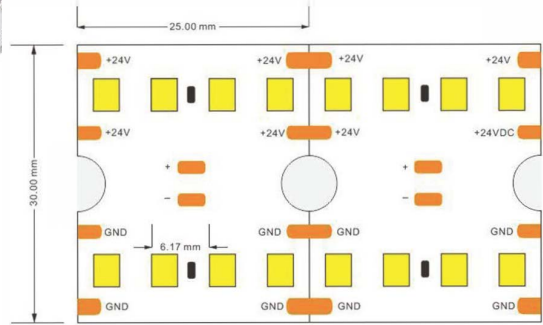 25.00 mm
+24V +24V +24V +24V
+24V +24V +24V +24VDC
30.00 mm
+ +
− −
GND GND GND GND
6.17 mm
GND GND GND GND